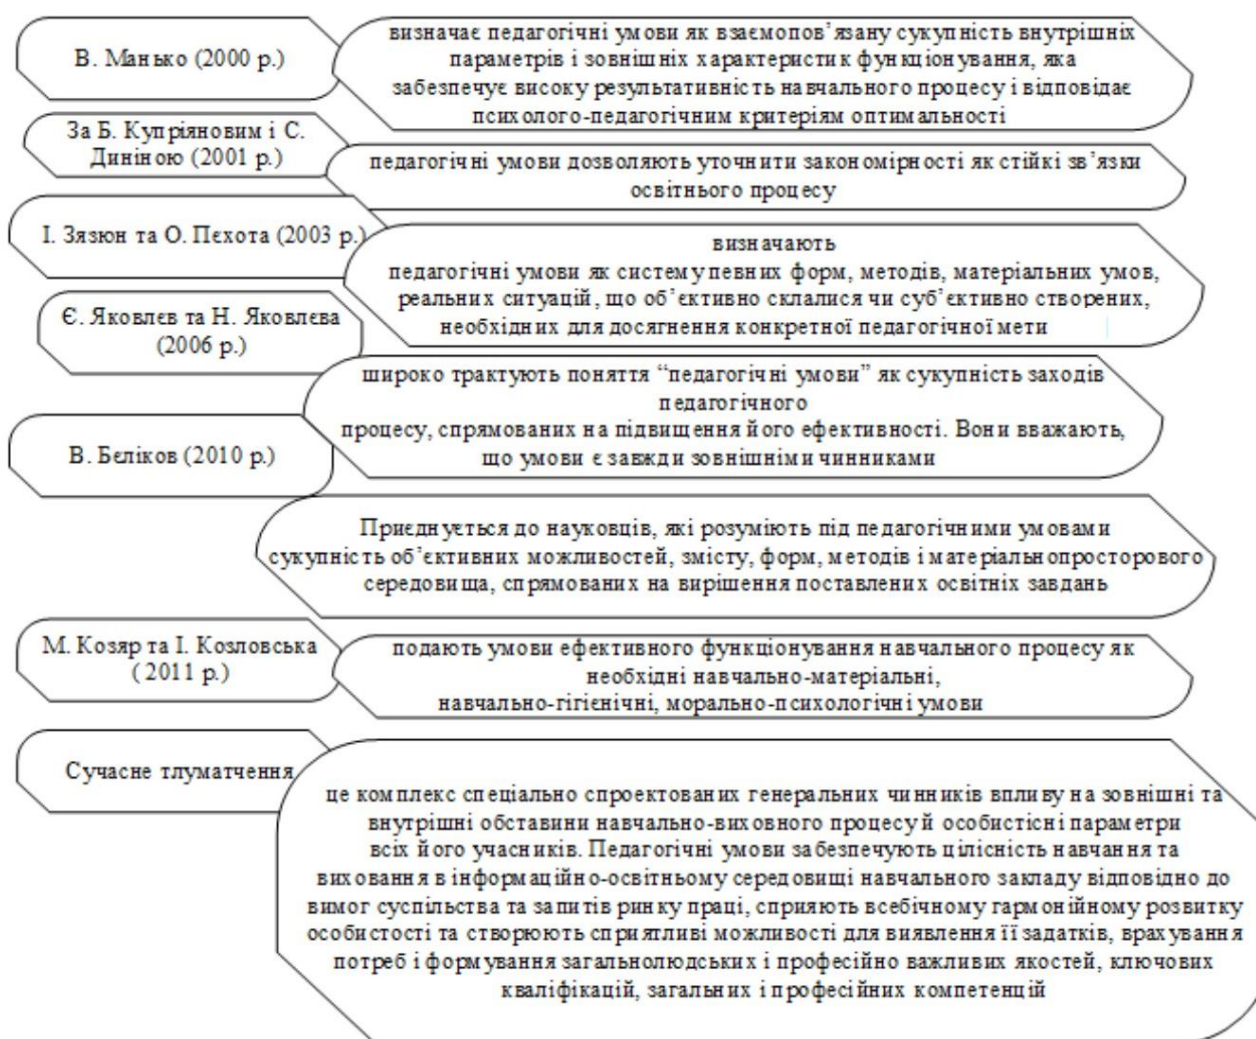 В. Манько (2000 р.)
визначає педагогічні умови як взаємопов’язану сукупність внутрішніх
параметрів і зовнішніх характеристик функціонування, яка
забезпечує високу результативність навчального процесу і відповідає
психолого-педагогічним критеріям оптимальності
За Б. Купріяновим і С.
Диніною (2001 р.)
педагогічні умови дозволяють уточнити закономірності як стійкі зв’язки
освітнього процесу
І. Зязюн та О. Пєхота (2003 р.)
визначають
педагогічні умови як систему певних форм, методів, матеріальних умов,
реальних ситуацій, що об’єктивно склалися чи суб’єктивно створених,
необхідних для досягнення конкретної педагогічної мети
Є. Яковлєв та Н. Яковлєва
(2006 р.)
широко трактують поняття “педагогічні умови” як сукупність заходів
педагогічного
процесу, спрямованих на підвищення його ефективності. Вони вважають,
що умови є завжди зовнішніми чинниками
В. Бєліков (2010 р.)
Приєднується до науковців, які розуміють під педагогічними умовами
сукупність об’єктивних можливостей, змісту, форм, методів і матеріальнопросторового
середовища, спрямованих на вирішення поставлених освітніх завдань
М. Козяр та І. Козловська
( 2011 р.)
подають умови ефективного функціонування навчального процесу як
необхідні навчально-матеріальні,
навчально-гігієнічні, морально-психологічні умови
Сучасне тлуматчення
це комплекс спеціально спроектованих генеральних чинників впливу на зовнішні та
внутрішні обставини навчально-виховного процесу й особистісні параметри
всіх його учасників. Педагогічні умови забезпечують цілісність навчання та
виховання в інформаційно-освітньому середовищі навчального закладу відповідно до
вимог суспільства та запитів ринку праці, сприяють всебічному гармонійному розвитку
особистості та створюють сприятливі можливості для виявлення її задатків, врахування
потреб і формування загальнолюдських і професійно важливих якостей, ключових
кваліфікацій, загальних і професійних компетенцій